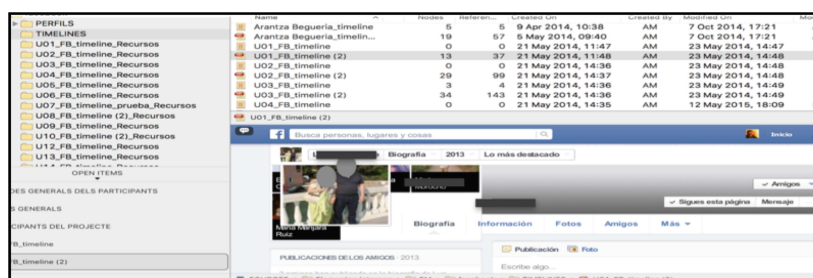 PERFILS
TIMELINES
U01_FB_timeline_Recursos
U02_FB_timeline_Recursos
U03_FB_timeline_Recursos
U04_FB_timeline_Recursos
U05_FB_timeline_Recursos
U06_FB_timeline_Recursos
U07_FB_timeline_prueba_Recursos
U08_FB_timeline (2)_Recursos
U09_FB_timeline_Recursos
U10_FB_timeline (2)_Recursos
U12_FB_timeline_Recursos
U13_FB_timeline_Recursos
OPEN ITEMS
DES GENERALS DELS PARTICIPANTS
S GENERALS
CIPANTS DEL PROJECTE
B_timeline
B_timeline (2)
Name Nodes Referen... Created On Created By Modified On
Arantza Begueria_timeline 5 5 9 Apr 2014, 10:38 AM 7 Oct 2014, 17:21
Arantza Begueria_timelin... 19 57 5 May 2014, 09:40 AM 7 Oct 2014, 17:21
U01_FB_timeline 0 0 21 May 2014, 11:47 AM 23 May 2014, 14:47
U01_FB_timeline (2) 13 37 21 May 2014, 11:48 AM 23 May 2014, 14:48
U02_FB_timeline 0 0 21 May 2014, 14:36 AM 23 May 2014, 14:48
U02_FB_timeline (2) 29 99 21 May 2014, 14:37 AM 23 May 2014, 14:48
U03_FB_timeline 3 4 21 May 2014, 14:36 AM 23 May 2014, 14:49
U03_FB_timeline (2) 34 143 21 May 2014, 14:36 AM 23 May 2014, 14:49
U04_FB_timeline 0 0 21 May 2014, 14:35 AM 12 May 2015, 18:09
U01_FB_timeline (2)
f Busca personas, lugares y cosas Inicio
Biografía 2013 Lo más destacado
Amigos
Sigues esta página Mensaje
Maria Manjara
Ruiz
Biografía Información Fotos Amigos Más
PUBLICACIONES DE LOS AMIGOS · 2013
Publicación Foto
Escribe algo...